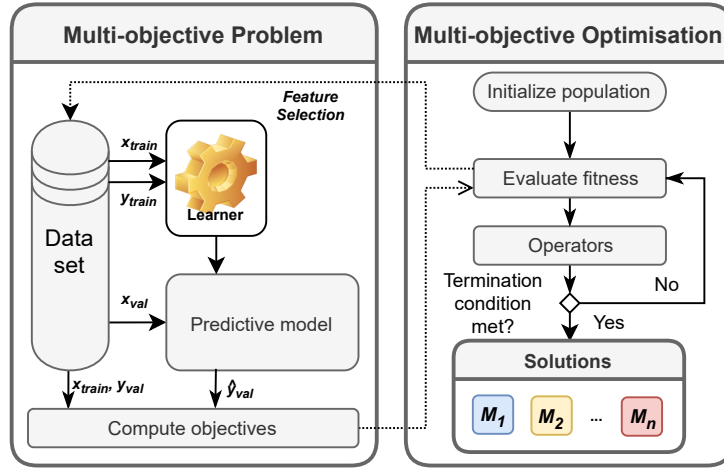 Multi-objective Problem
Feature
Selection
x_train
y_train
Learner
Data
set
x_val
Predictive model
x_train, y_val
ŷ_val
Compute objectives
Multi-objective Optimisation
Initialize population
Evaluate fitness
Operators
Termination
condition
met?
No
Yes
Solutions
M_1 M_2 ... M_n